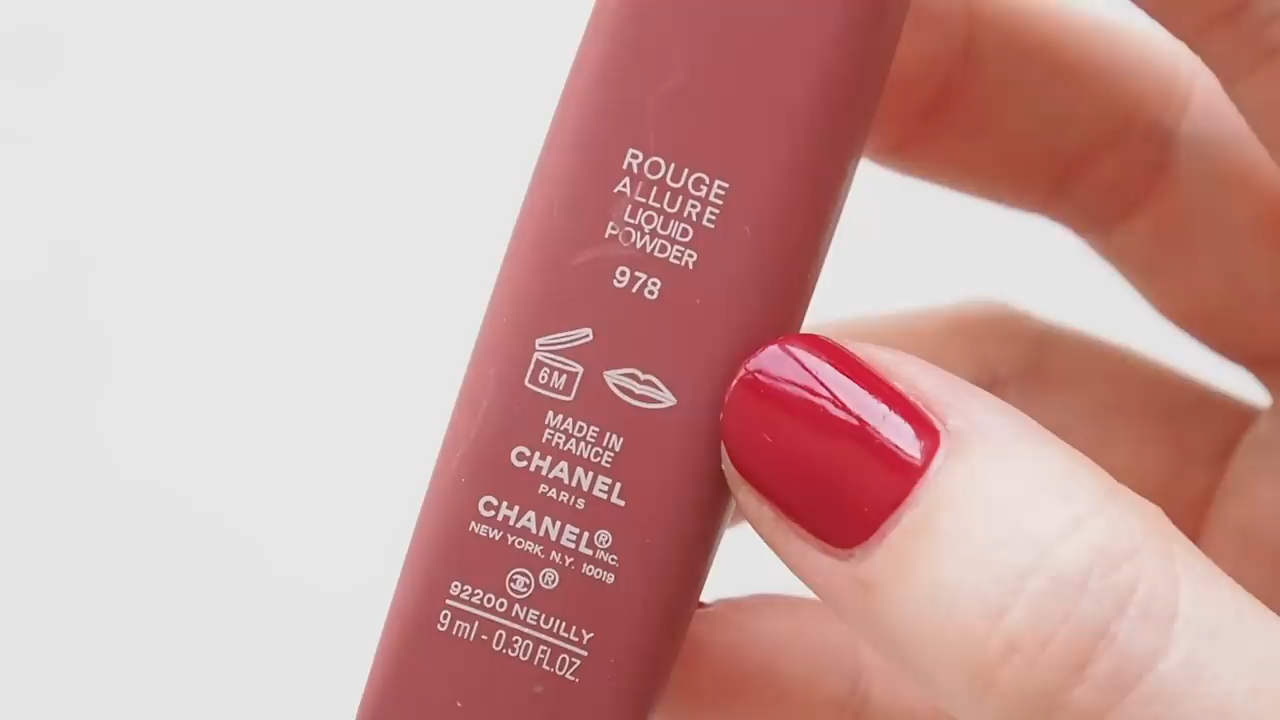 ROUGE
ALLURE
LIQUID
POWDER
978
6M
MADE IN
FRANCE
CHANEL
PARIS
CHANEL® INC.
NEW YORK, N.Y. 10019
®
92200 NEUILLY
9 ml - 0.30 FL.OZ.